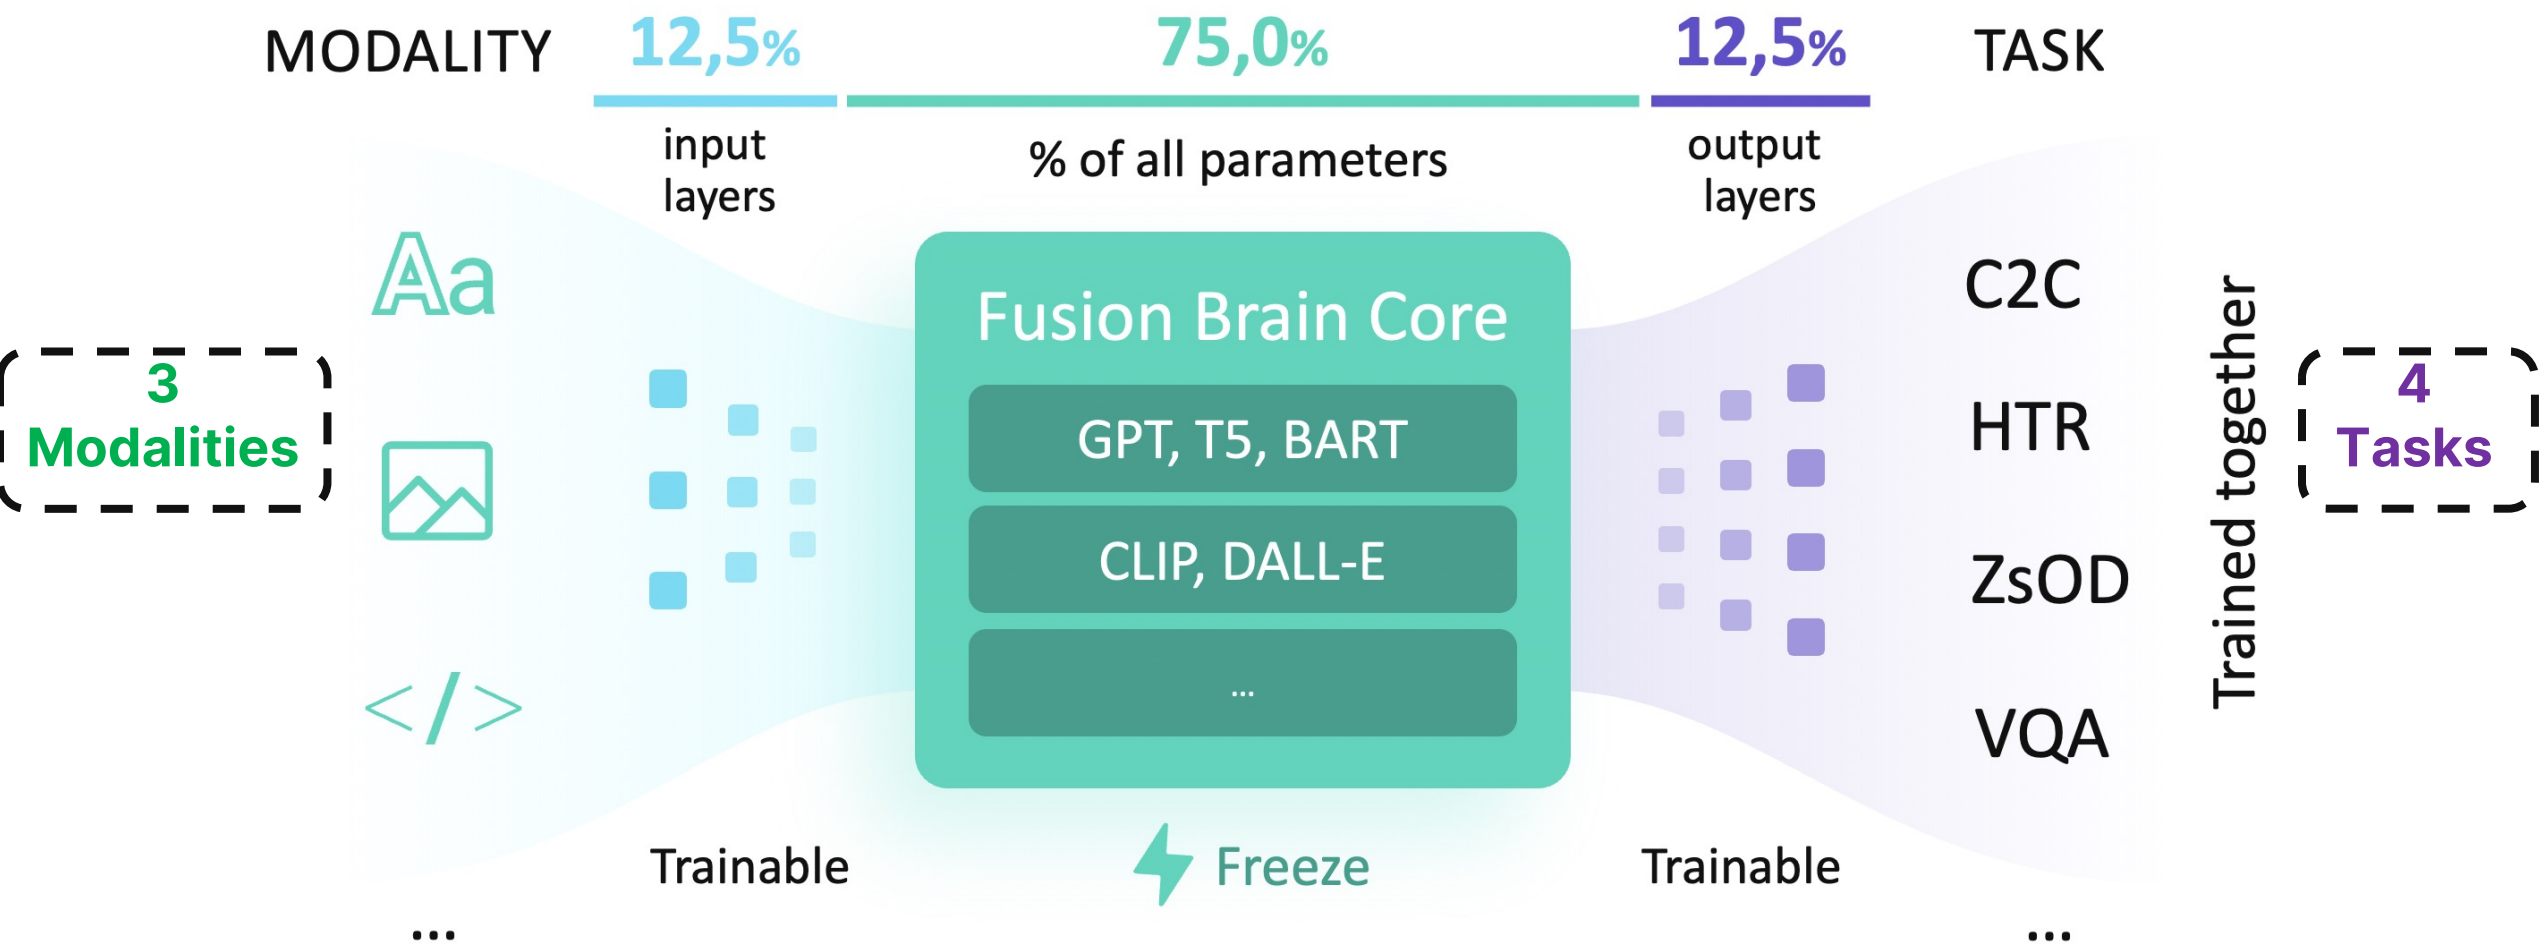 MODALITY
12,5%
75,0%
12,5%
TASK
input
layers
% of all parameters
output
layers
Aa
3
Modalities
</>
...
Fusion Brain Core
GPT, T5, BART
CLIP, DALL-E
...
Trainable
Freeze
Trainable
C2C
HTR
ZsOD
VQA
...
Trained together
4
Tasks